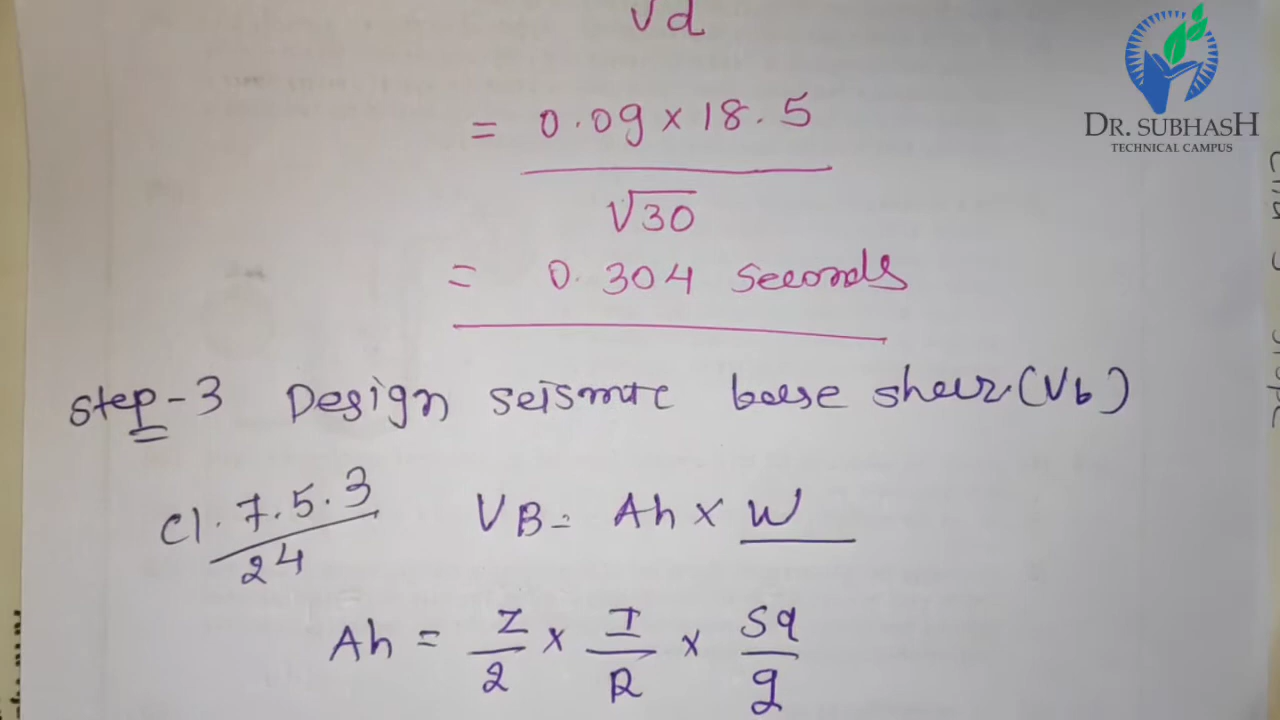 √d
= 0.09 × 18.5
√30
= 0.304 Seconds
Step-3 Design seismic base shear (Vb)
Cl. 7.5.3 VB = Ah × W
24
Ah = Z/2 × I/R × Sa/g
DR. SUBHASH
TECHNICAL CAMPUS